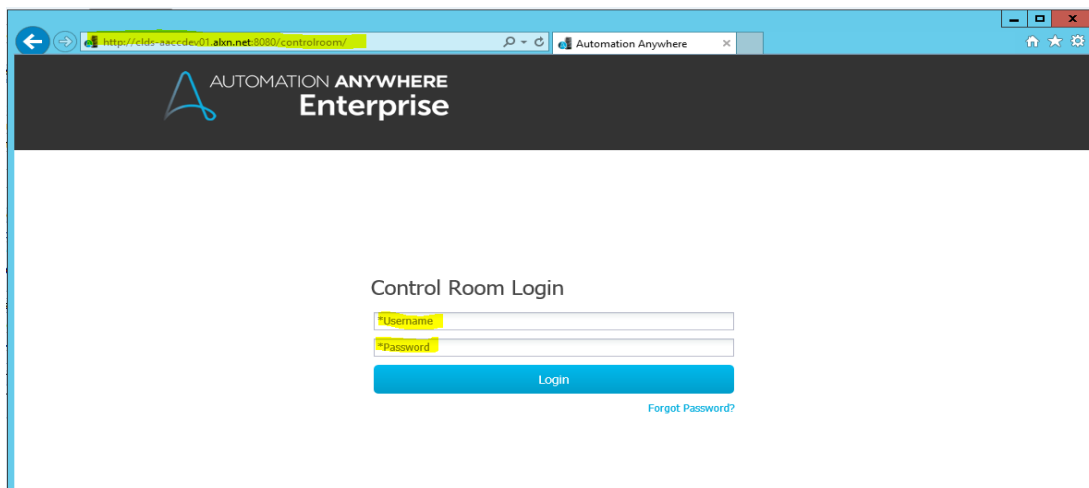 http://clds-aaccdev01.alxn.net:8080/controlroom/
Automation Anywhere
AUTOMATION ANYWHERE
Enterprise
Control Room Login
*Username
*Password
Login
Forgot Password?